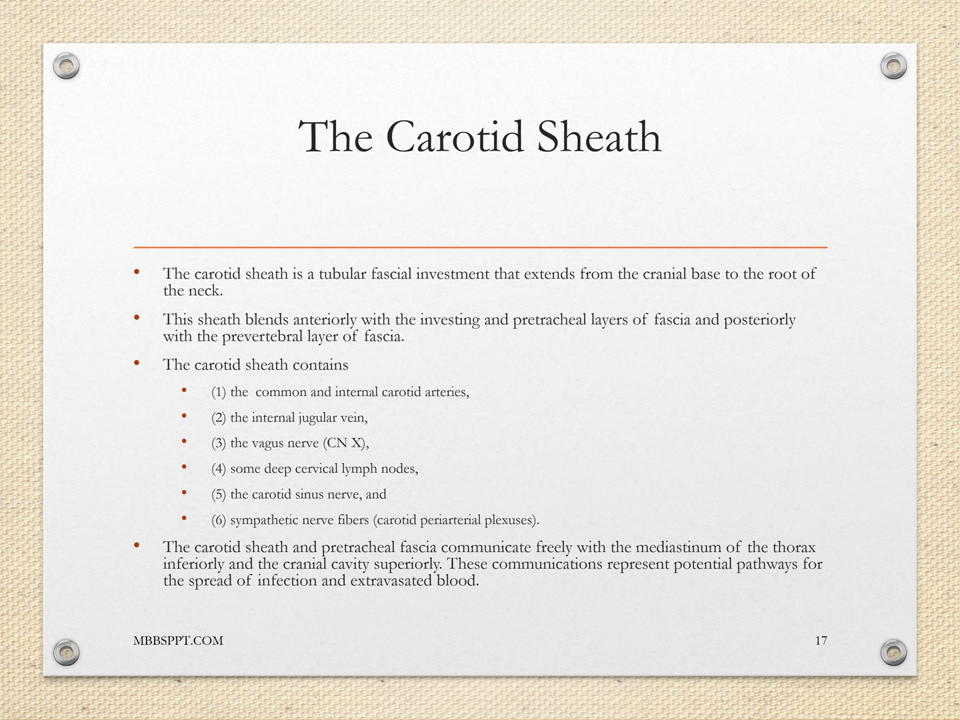 The Carotid Sheath
• The carotid sheath is a tubular fascial investment that extends from the cranial base to the root of
the neck.
• This sheath blends anteriorly with the investing and pretracheal layers of fascia and posteriorly
with the prevertebral layer of fascia.
• The carotid sheath contains
• (1) the common and internal carotid arteries,
• (2) the internal jugular vein,
• (3) the vagus nerve (CN X),
• (4) some deep cervical lymph nodes,
• (5) the carotid sinus nerve, and
• (6) sympathetic nerve fibers (carotid periarterial plexuses).
• The carotid sheath and pretracheal fascia communicate freely with the mediastinum of the thorax
inferiorly and the cranial cavity superiorly. These communications represent potential pathways for
the spread of infection and extravasated blood.
MBBSPPT.COM
17